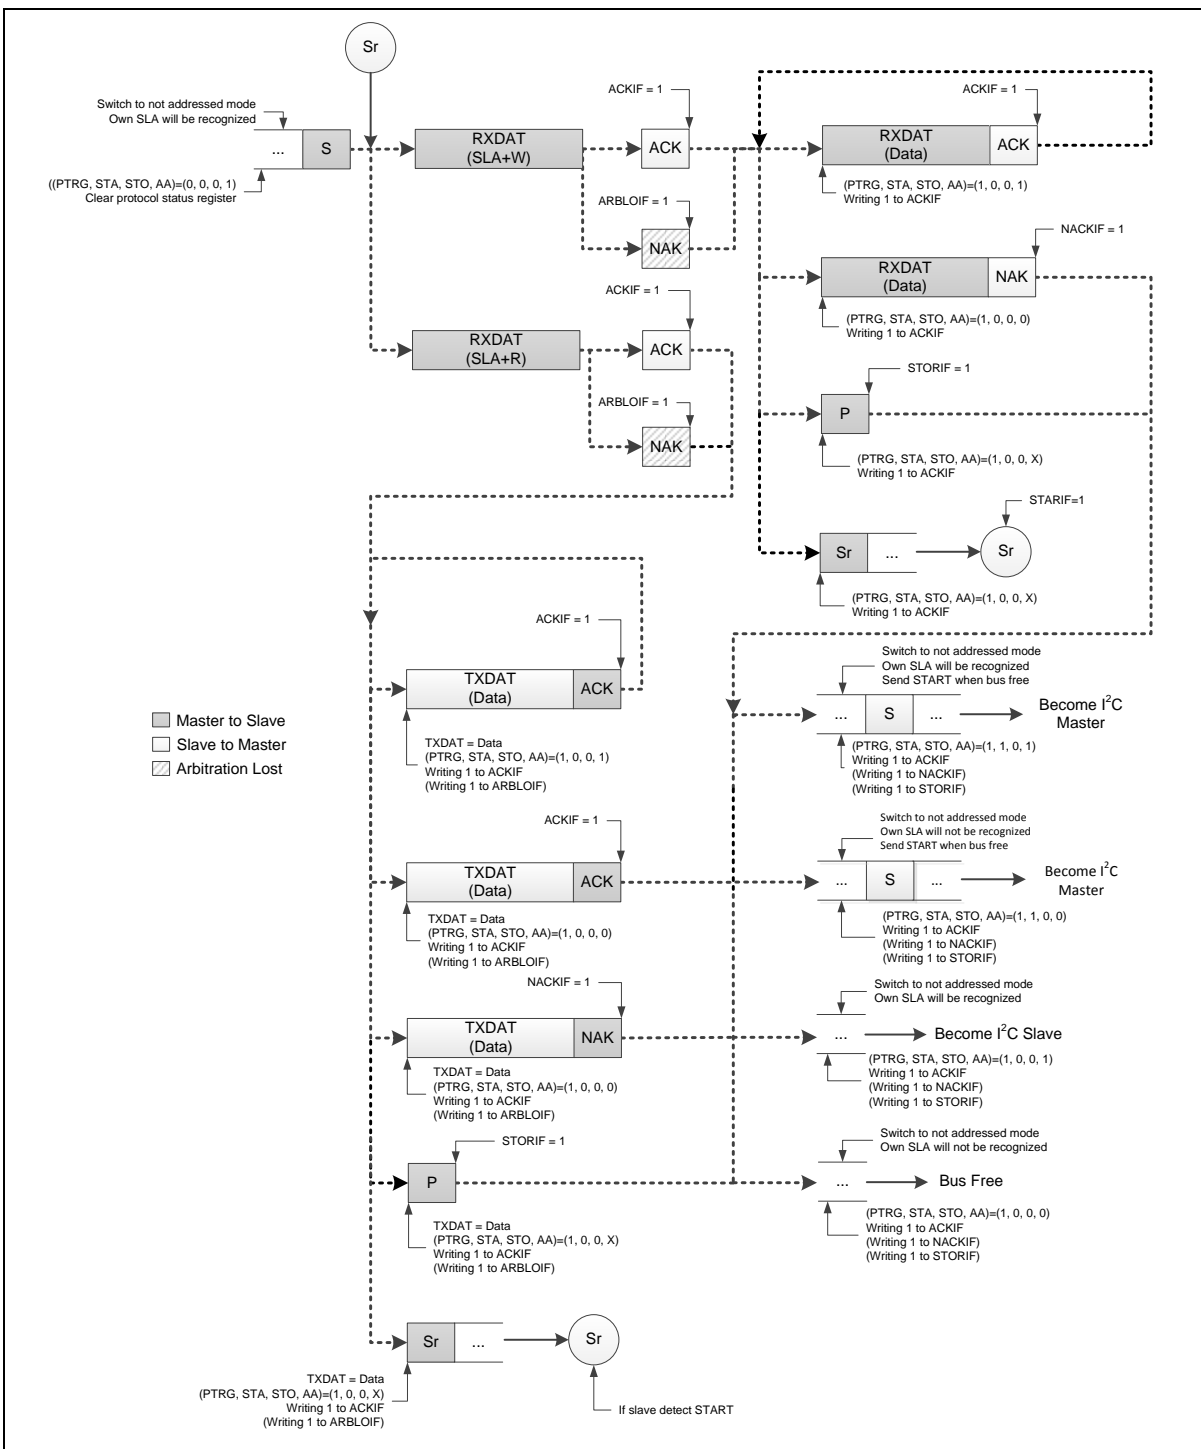 Sr
Switch to not addressed mode
Own SLA will be recognized
... S
((PTRG, STA, STO, AA)=(0, 0, 0, 1)
Clear protocol status register
RXDAT
(SLA+W)
ACKIF = 1
ACK
ARBLOIF = 1
NAK
ACKIF = 1
RXDAT
(Data)
ACK
(PTRG, STA, STO, AA)=(1, 0, 0, 1)
Writing 1 to ACKIF
NACKIF = 1
RXDAT
(Data)
NAK
(PTRG, STA, STO, AA)=(1, 0, 0, 0)
Writing 1 to ACKIF
RXDAT
(SLA+R)
ACKIF = 1
ACK
ARBLOIF = 1
NAK
STORIF = 1
P
(PTRG, STA, STO, AA)=(1, 0, 0, X)
Writing 1 to ACKIF
STARIF=1
Sr ... Sr
(PTRG, STA, STO, AA)=(1, 0, 0, X)
Writing 1 to ACKIF
Master to Slave
Slave to Master
Arbitration Lost
ACKIF = 1
TXDAT
(Data)
ACK
TXDAT = Data
(PTRG, STA, STO, AA)=(1, 0, 0, 1)
Writing 1 to ACKIF
(Writing 1 to ARBLOIF)
Switch to not addressed mode
Own SLA will be recognized
Send START when bus free
... S ...
Become I²C
Master
(PTRG, STA, STO, AA)=(1, 1, 0, 1)
Writing 1 to ACKIF
(Writing 1 to NACKIF)
(Writing 1 to STORIF)
ACKIF = 1
TXDAT
(Data)
ACK
TXDAT = Data
(PTRG, STA, STO, AA)=(1, 0, 0, 0)
Writing 1 to ACKIF
(Writing 1 to ARBLOIF)
Switch to not addressed mode
Own SLA will not be recognized
Send START when bus free
... S ...
Become I²C
Master
(PTRG, STA, STO, AA)=(1, 1, 0, 0)
Writing 1 to ACKIF
(Writing 1 to NACKIF)
(Writing 1 to STORIF)
NACKIF = 1
TXDAT
(Data)
NAK
TXDAT = Data
(PTRG, STA, STO, AA)=(1, 0, 0, 0)
Writing 1 to ACKIF
(Writing 1 to ARBLOIF)
Switch to not addressed mode
Own SLA will be recognized
...
Become I²C Slave
(PTRG, STA, STO, AA)=(1, 0, 0, 1)
Writing 1 to ACKIF
(Writing 1 to NACKIF)
(Writing 1 to STORIF)
STORIF = 1
P
TXDAT = Data
(PTRG, STA, STO, AA)=(1, 0, 0, X)
Writing 1 to ACKIF
(Writing 1 to ARBLOIF)
Switch to not addressed mode
Own SLA will not be recognized
...
Bus Free
(PTRG, STA, STO, AA)=(1, 0, 0, 0)
Writing 1 to ACKIF
(Writing 1 to NACKIF)
(Writing 1 to STORIF)
Sr ... Sr
TXDAT = Data
(PTRG, STA, STO, AA)=(1, 0, 0, X)
Writing 1 to ACKIF
(Writing 1 to ARBLOIF)
If slave detect START